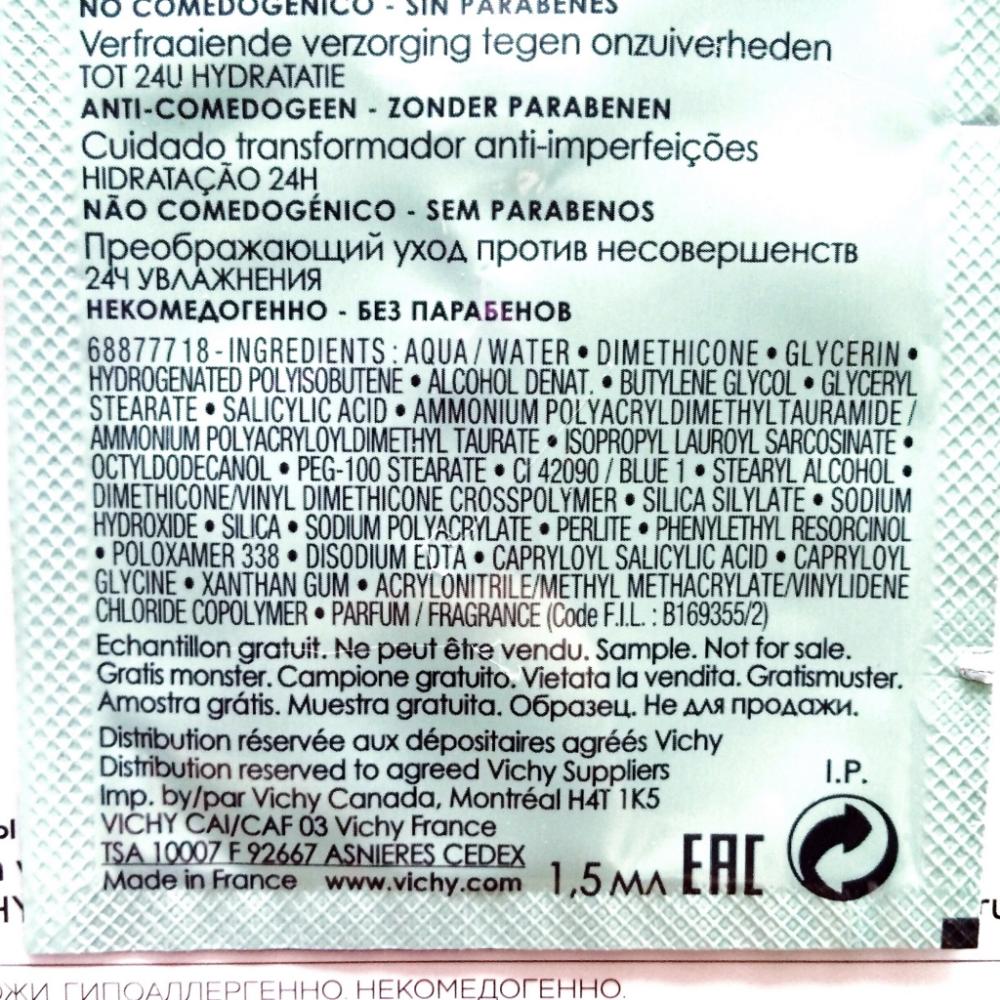 NO COMEDOGÉNICO - SIN PARABENES
Verfraaiende verzorging tegen onzuiverheden
TOT 24U HYDRATATIE
ANTI-COMEDOGEEN - ZONDER PARABENEN
Cuidado transformador anti-imperfeições
HIDRATAÇÃO 24H
NÃO COMEDOGÉNICO - SEM PARABENOS
Преображающий уход против несовершенств
24Ч УВЛАЖНЕНИЯ
НЕКОМЕДОГЕННО - БЕЗ ПАРАБЕНОВ
68877718 - INGREDIENTS : AQUA / WATER • DIMETHICONE • GLYCERIN •
HYDROGENATED POLYISOBUTENE • ALCOHOL DENAT. • BUTYLENE GLYCOL • GLYCERYL
STEARATE • SALICYLIC ACID • AMMONIUM POLYACRYLDIMETHYLTAURAMIDE /
AMMONIUM POLYACRYLOYLDIMETHYL TAURATE • ISOPROPYL LAUROYL SARCOSINATE •
OCTYLDODECANOL • PEG-100 STEARATE • CI 42090 / BLUE 1 • STEARYL ALCOHOL •
DIMETHICONE/VINYL DIMETHICONE CROSSPOLYMER • SILICA SILYLATE • SODIUM
HYDROXIDE • SILICA • SODIUM POLYACRYLATE • PERLITE • PHENYLETHYL RESORCINOL
• POLOXAMER 338 • DISODIUM EDTA • CAPRYLOYL SALICYLIC ACID • CAPRYLOYL
GLYCINE • XANTHAN GUM • ACRYLONITRILE/METHYL METHACRYLATE/VINYLIDENE
CHLORIDE COPOLYMER • PARFUM / FRAGRANCE (Code F.I.L. : B169355/2)
Echantillon gratuit. Ne peut être vendu. Sample. Not for sale.
Gratis monster. Campione gratuito. Vietata la vendita. Gratismuster.
Amostra grátis. Muestra gratuita. Образец. Не для продажи.
Distribution réservée aux dépositaires agréés Vichy
Distribution reserved to agreed Vichy Suppliers
Imp. by/par Vichy Canada, Montréal H4T 1K5
VICHY CAI/CAF 03 Vichy France
TSA 10007 F 92667 ASNIERES CEDEX
Made in France www.vichy.com 1,5 МЛ EAC
I.P.
ГИПОАЛЛЕРГЕННО. НЕКОМЕДОГЕННО.